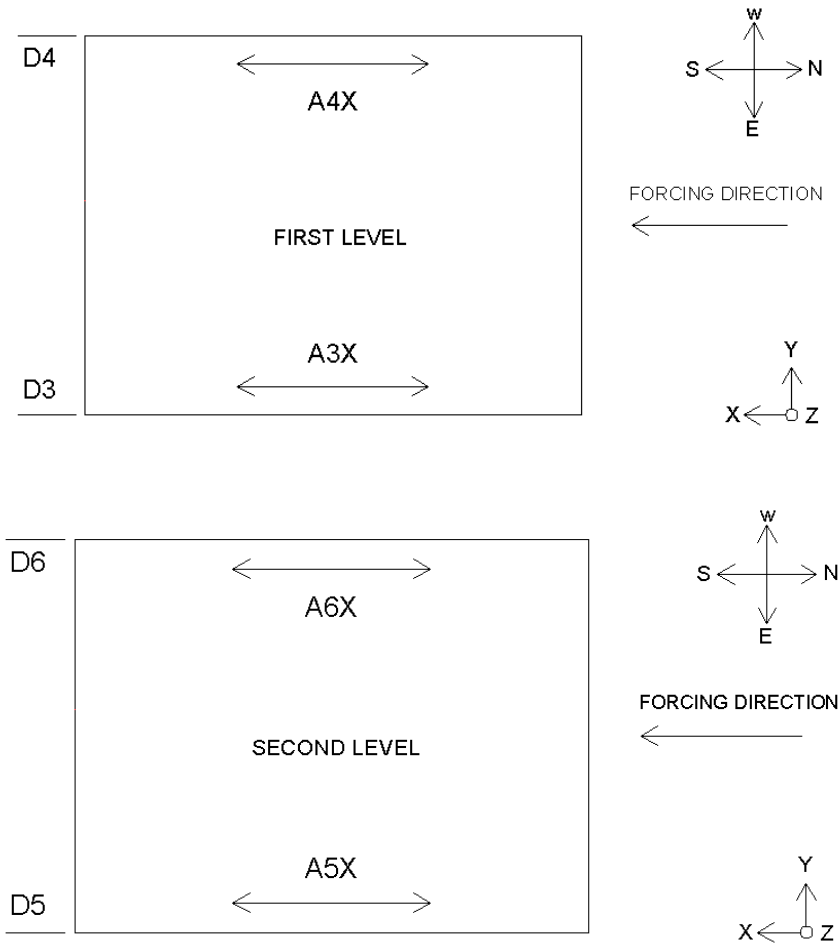 D4
A4X
W
S N
E
FORCING DIRECTION
FIRST LEVEL
A3X
D3
Y
X Z
D6
A6X
W
S N
E
FORCING DIRECTION
SECOND LEVEL
A5X
D5
Y
X Z